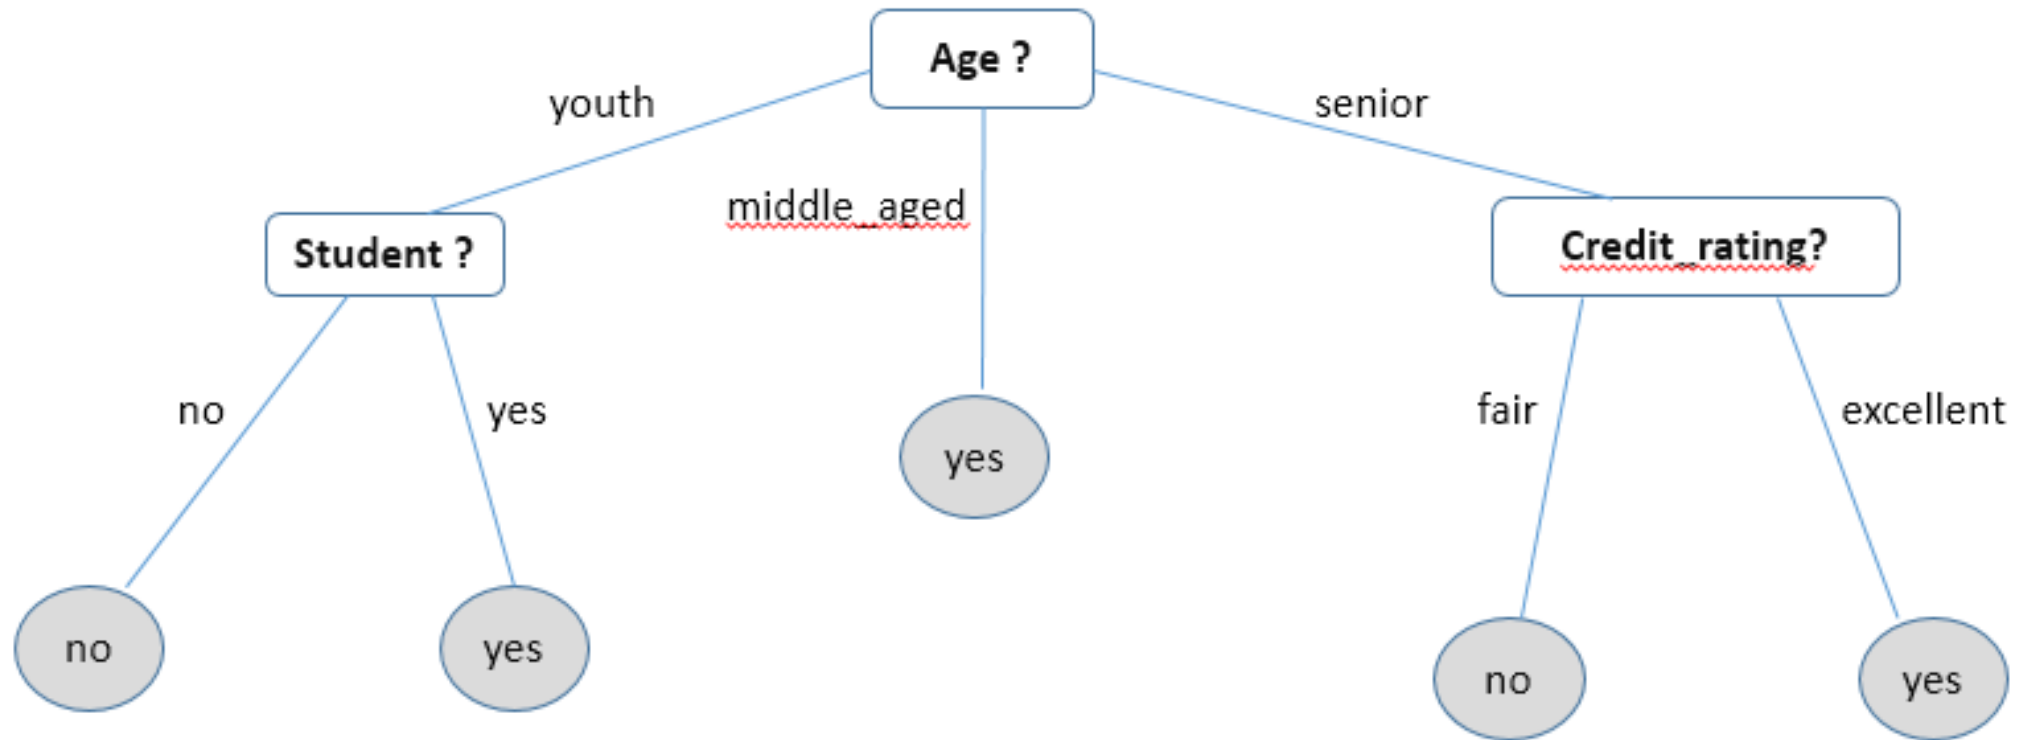 Age ?
youth
senior
middle_aged
Student ?
Credit_rating?
no
yes
fair
excellent
yes
no
yes
no
yes